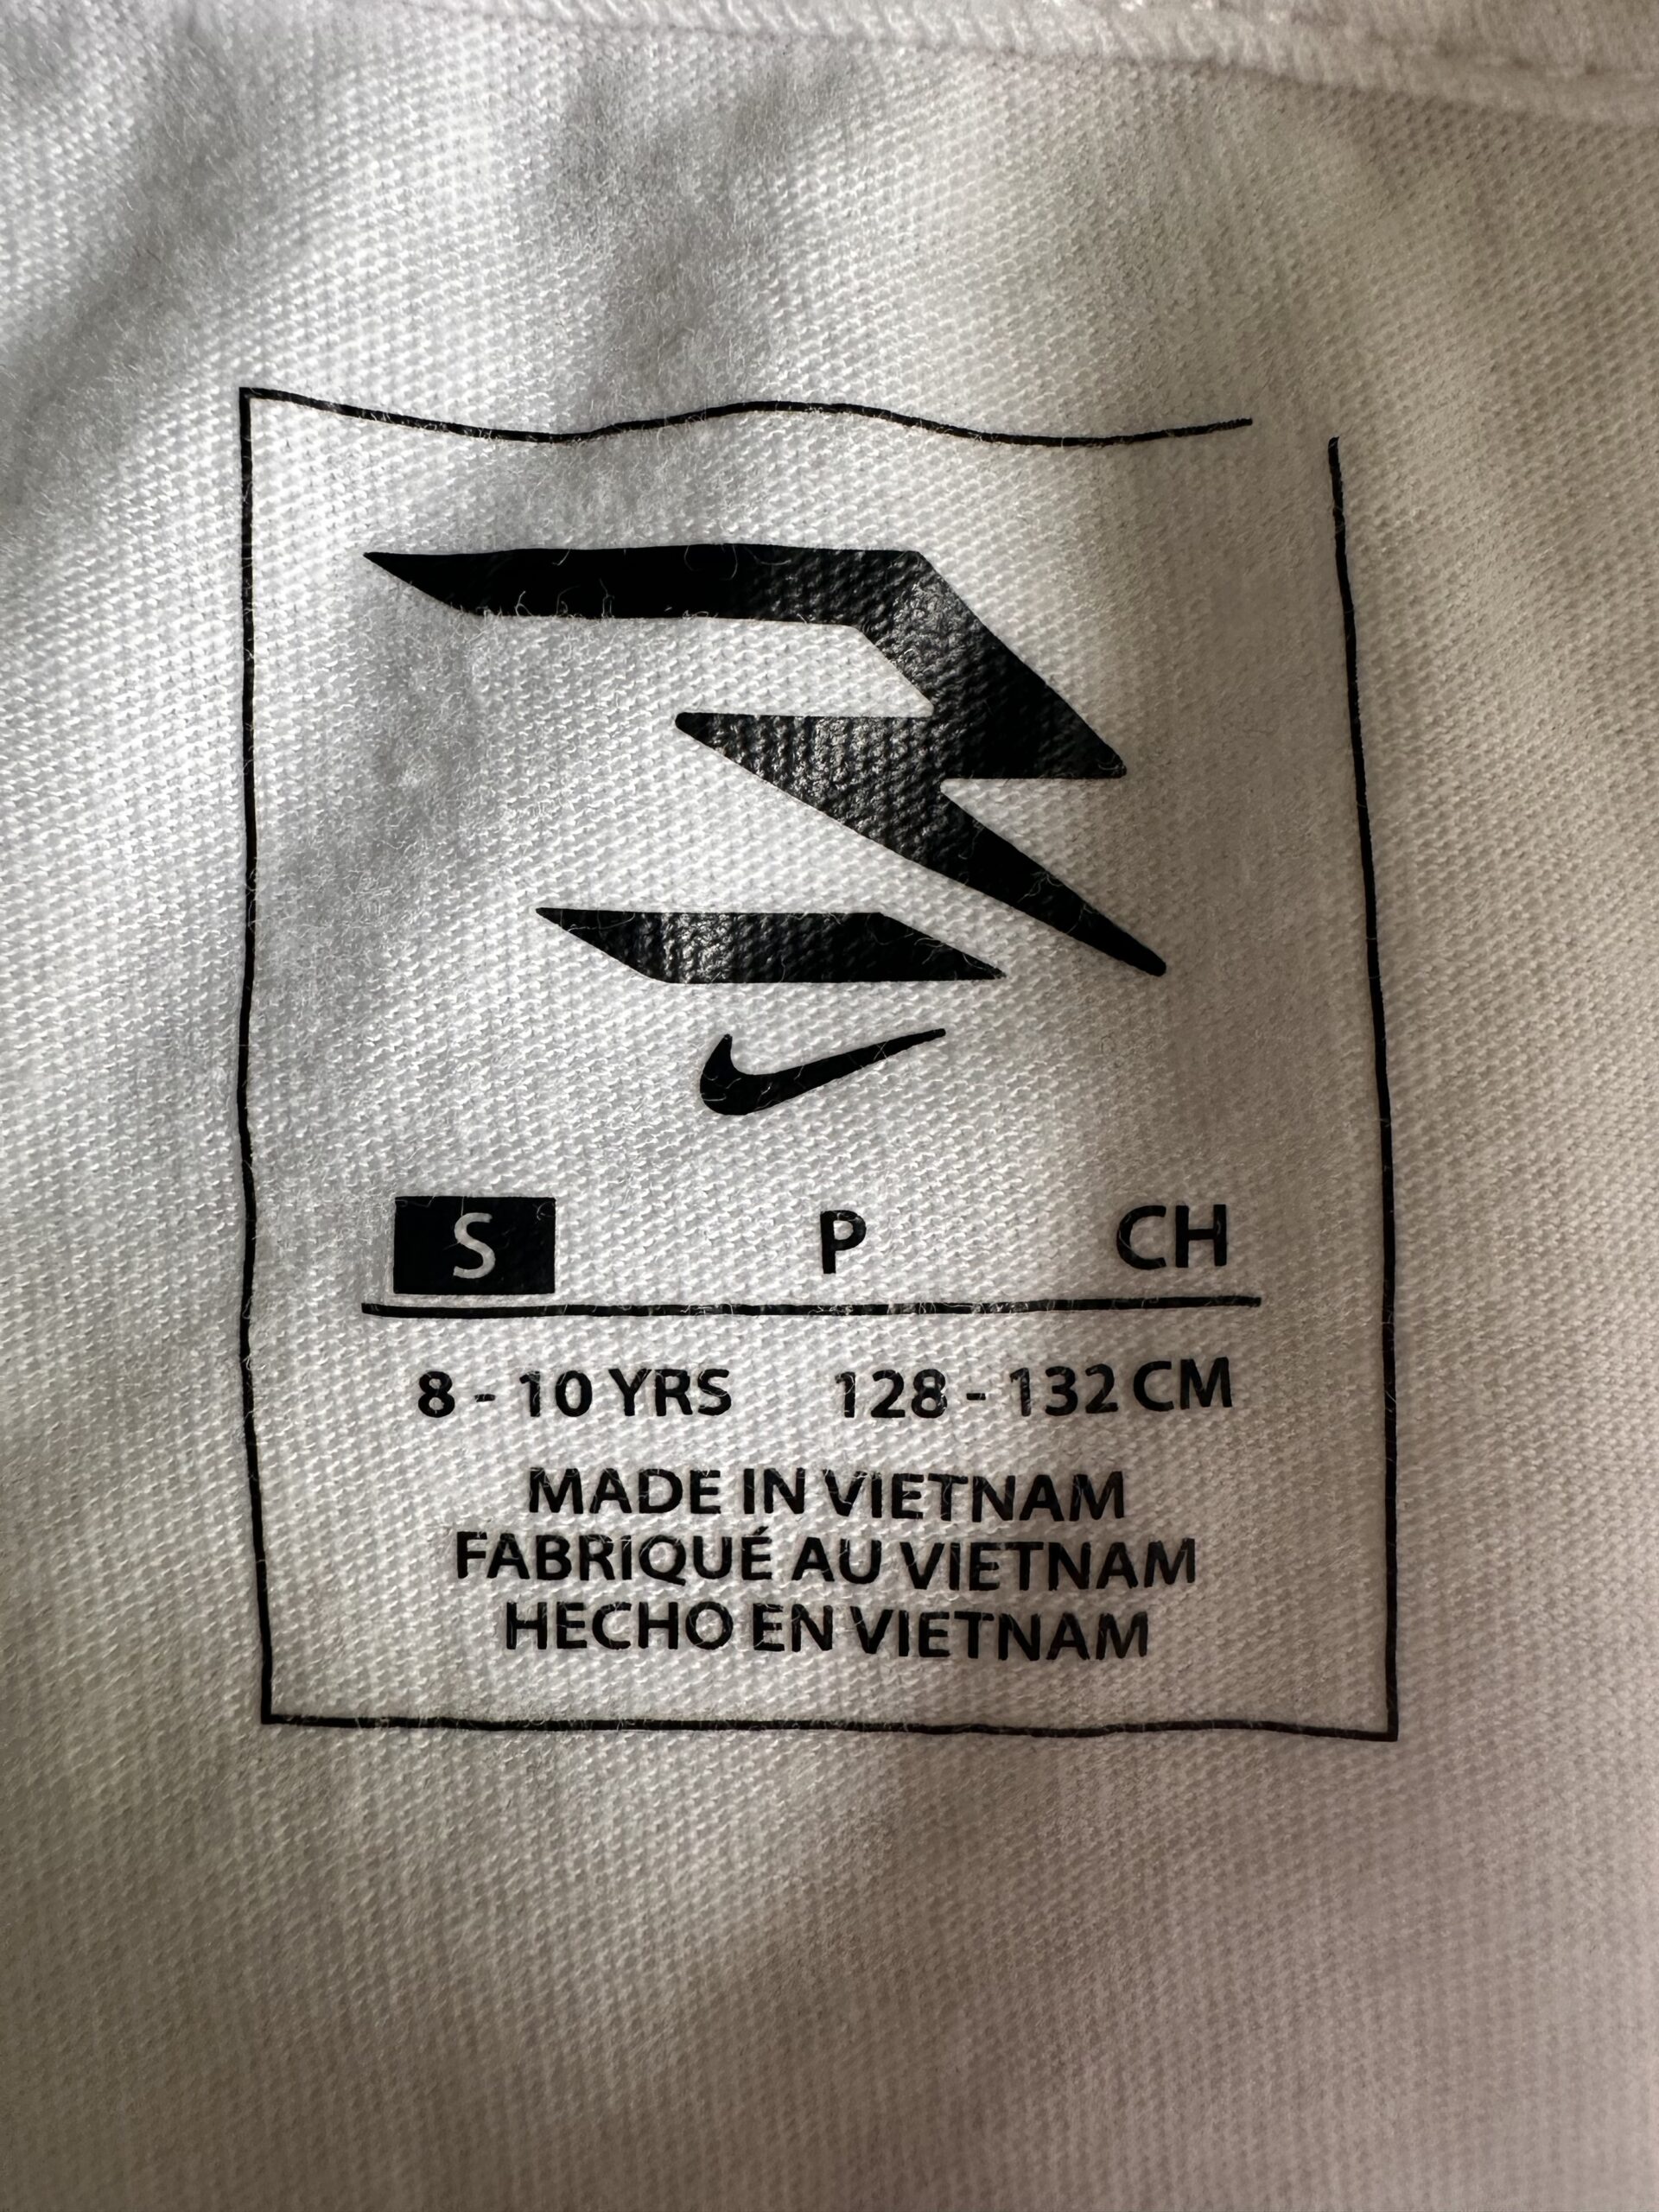 S P CH
8 - 10 YRS 128 - 132 CM
MADE IN VIETNAM
FABRIQUÉ AU VIETNAM
HECHO EN VIETNAM